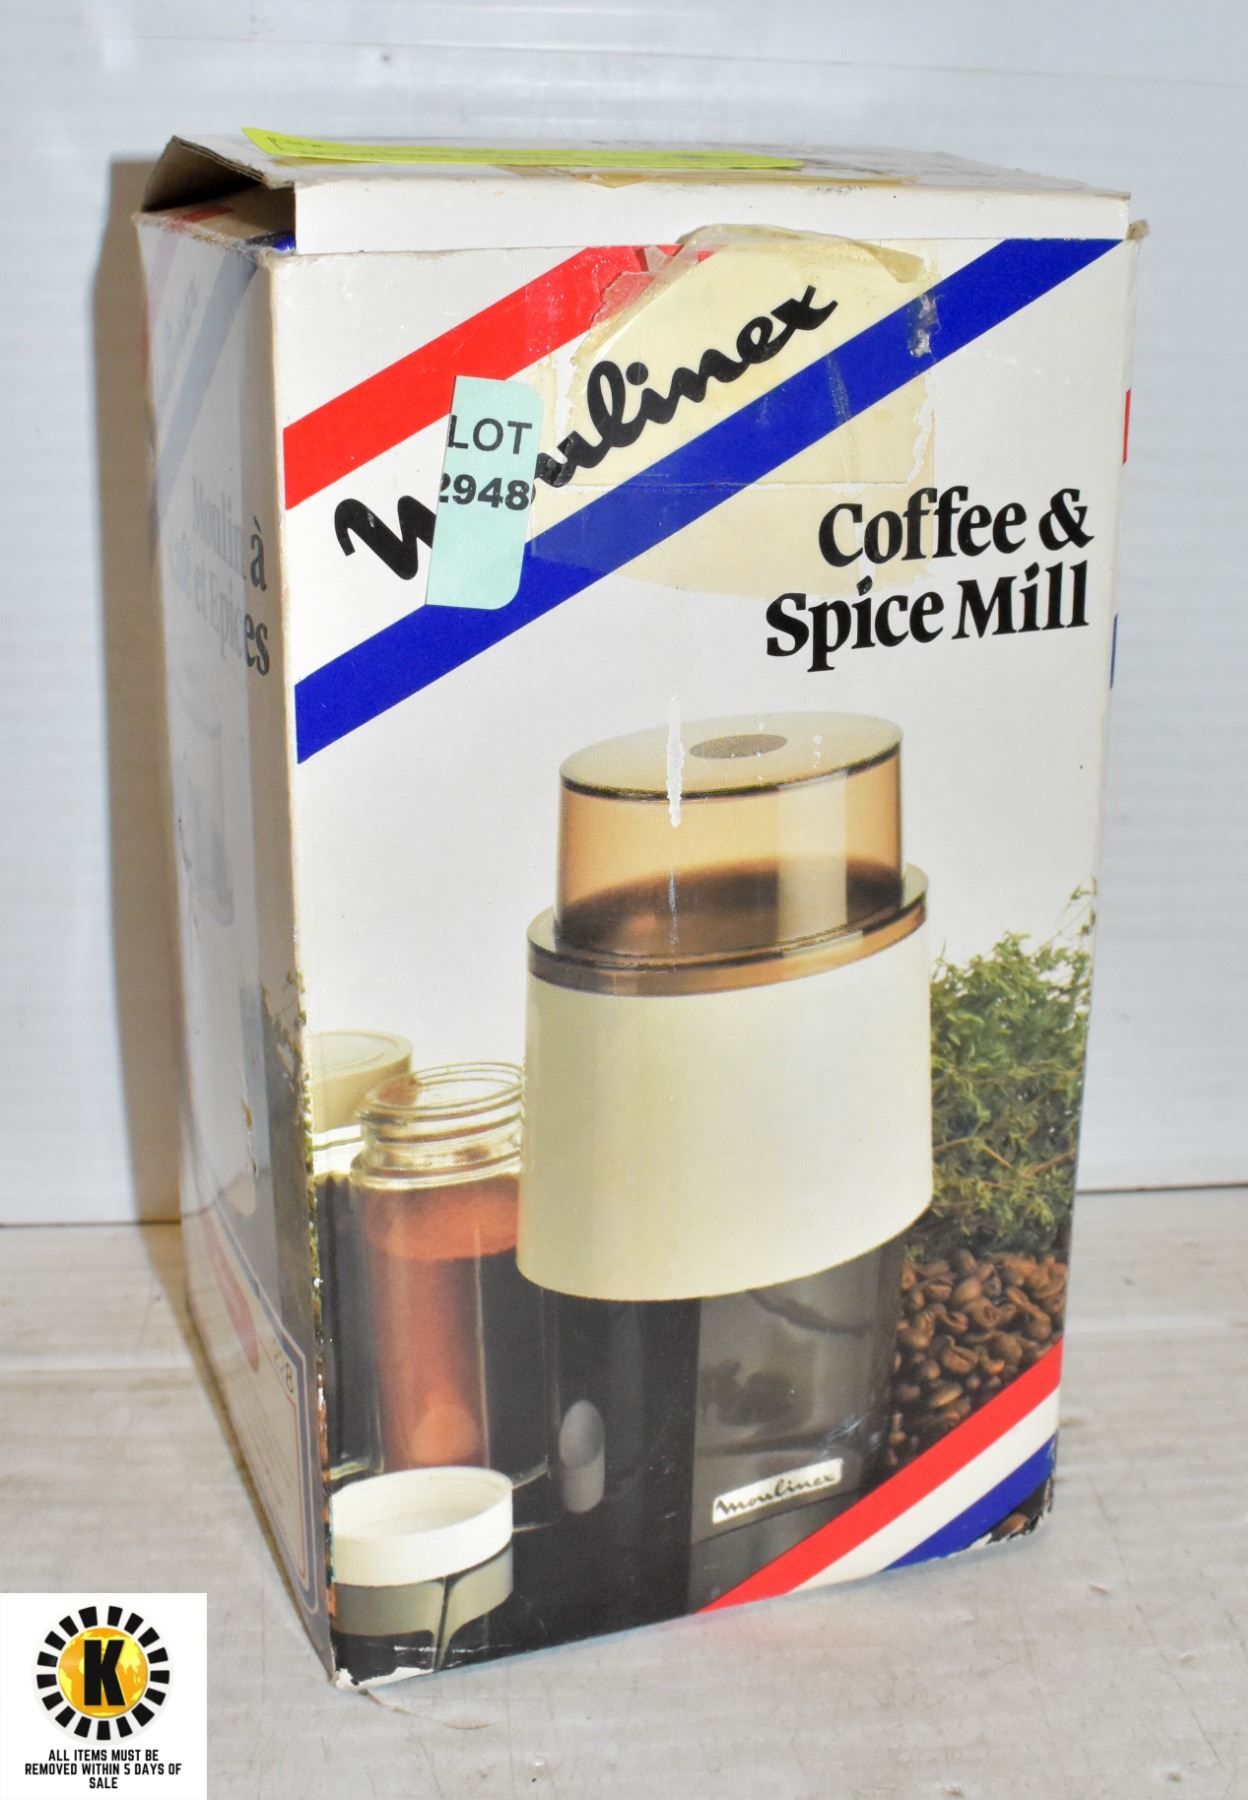 Moulinex
LOT
2948
Coffee &
Spice Mill
Moulin à
Café et Epices
moulinex
K
ALL ITEMS MUST BE
REMOVED WITHIN 5 DAYS OF
SALE